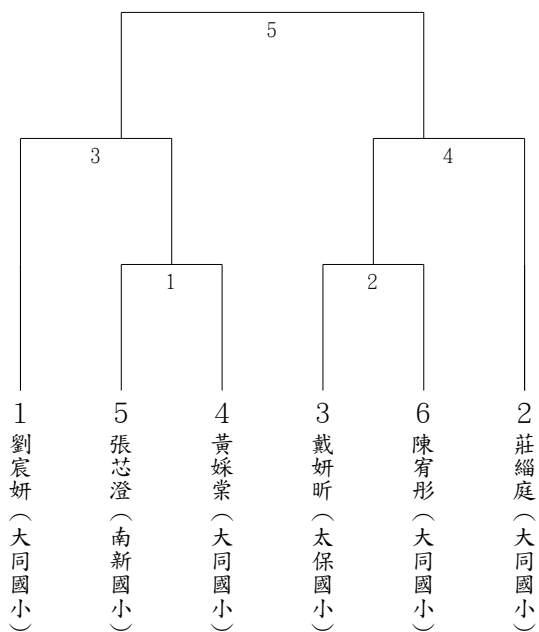 5
3
4
1
2
1
5
4
3
6
2
劉宸妍(大同國小)
張芯澄(南新國小)
黃婇棠(大同國小)
戴妍昕(太保國小)
陳宥彤(大同國小)
莊緇庭(大同國小)